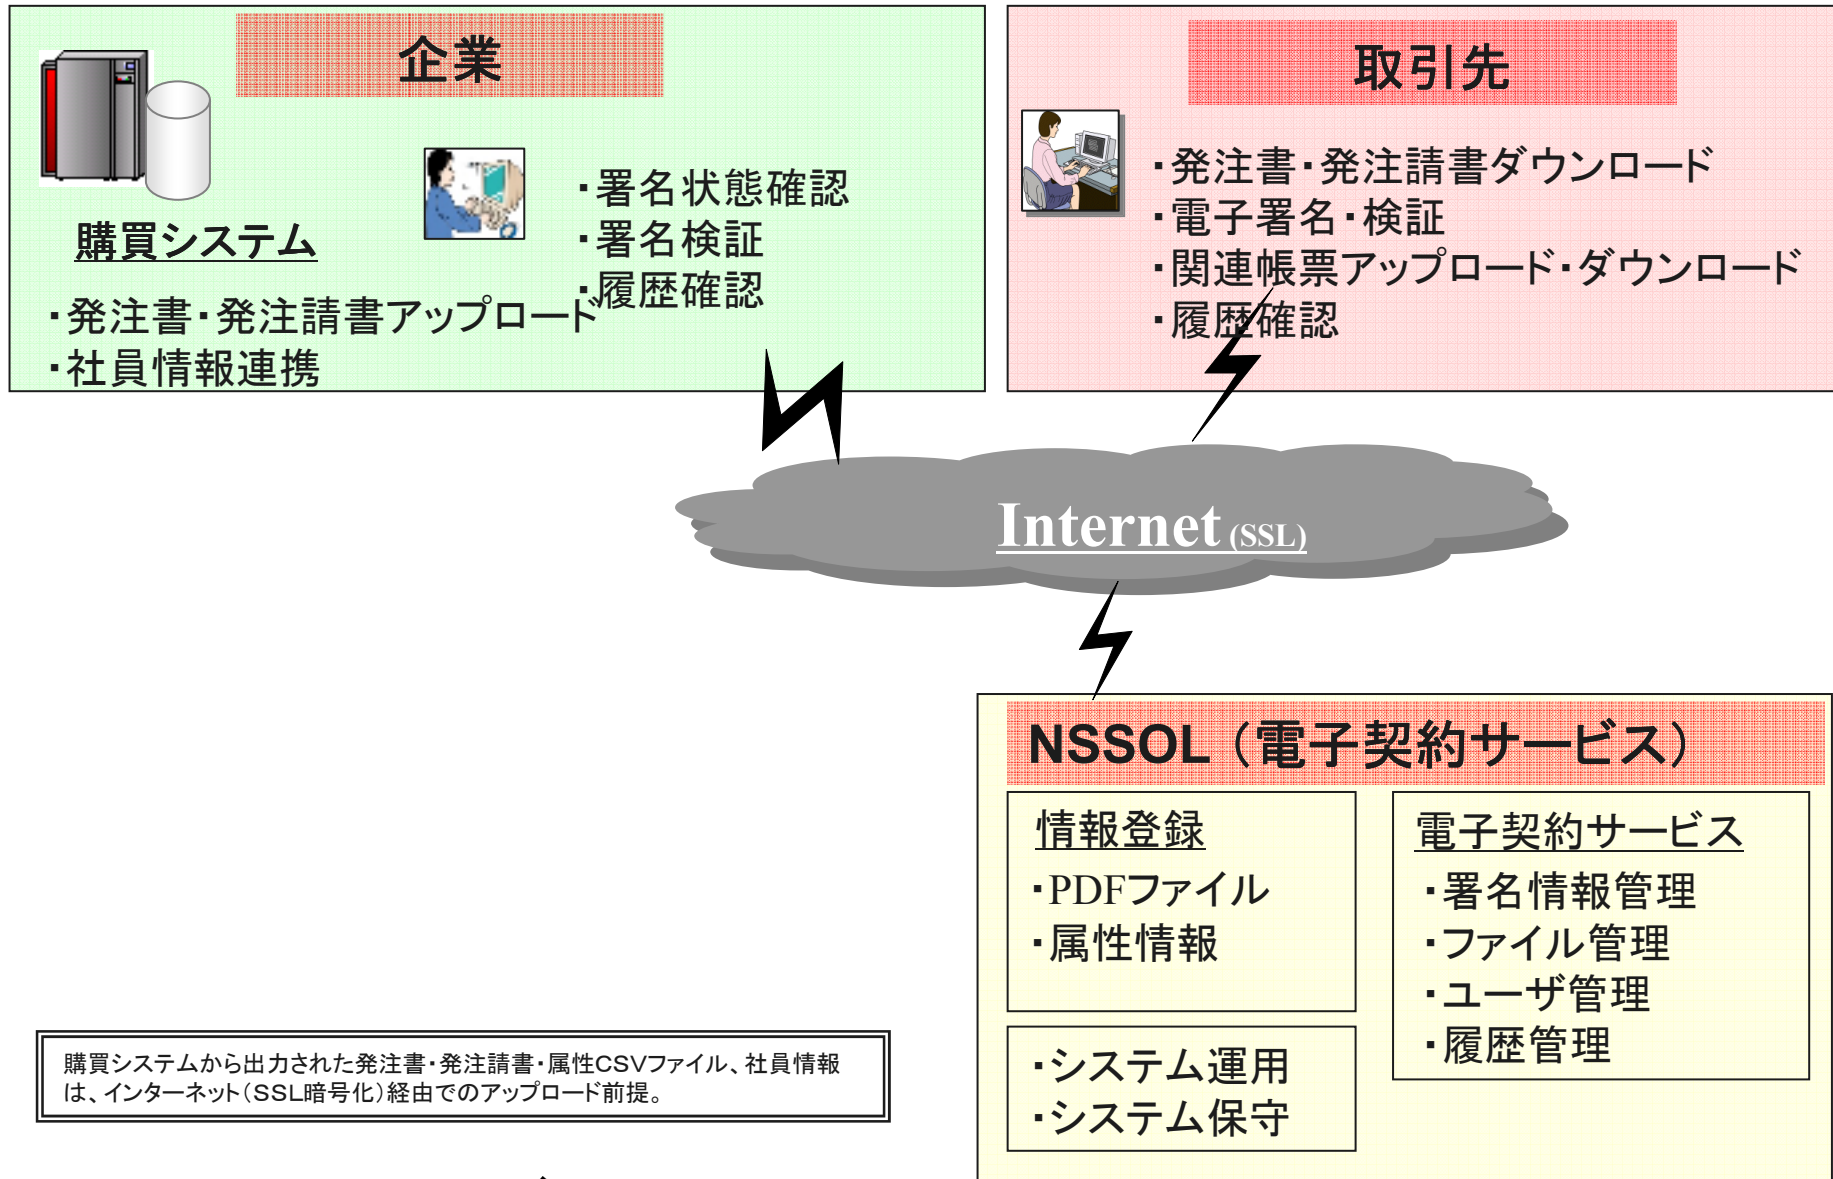 企業
・署名状態確認
・署名検証
・履歴確認
購買システム
・発注書・発注請書アップロード
・社員情報連携
取引先
・発注書・発注請書ダウンロード
・電子署名・検証
・関連帳票アップロード・ダウンロード
・履歴確認
Internet (SSL)
NSSOL（電子契約サービス）
情報登録
・PDFファイル
・属性情報
・システム運用
・システム保守
電子契約サービス
・署名情報管理
・ファイル管理
・ユーザ管理
・履歴管理
購買システムから出力された発注書・発注請書・属性CSVファイル、社員情報
は、インターネット（SSL暗号化）経由でのアップロード前提。